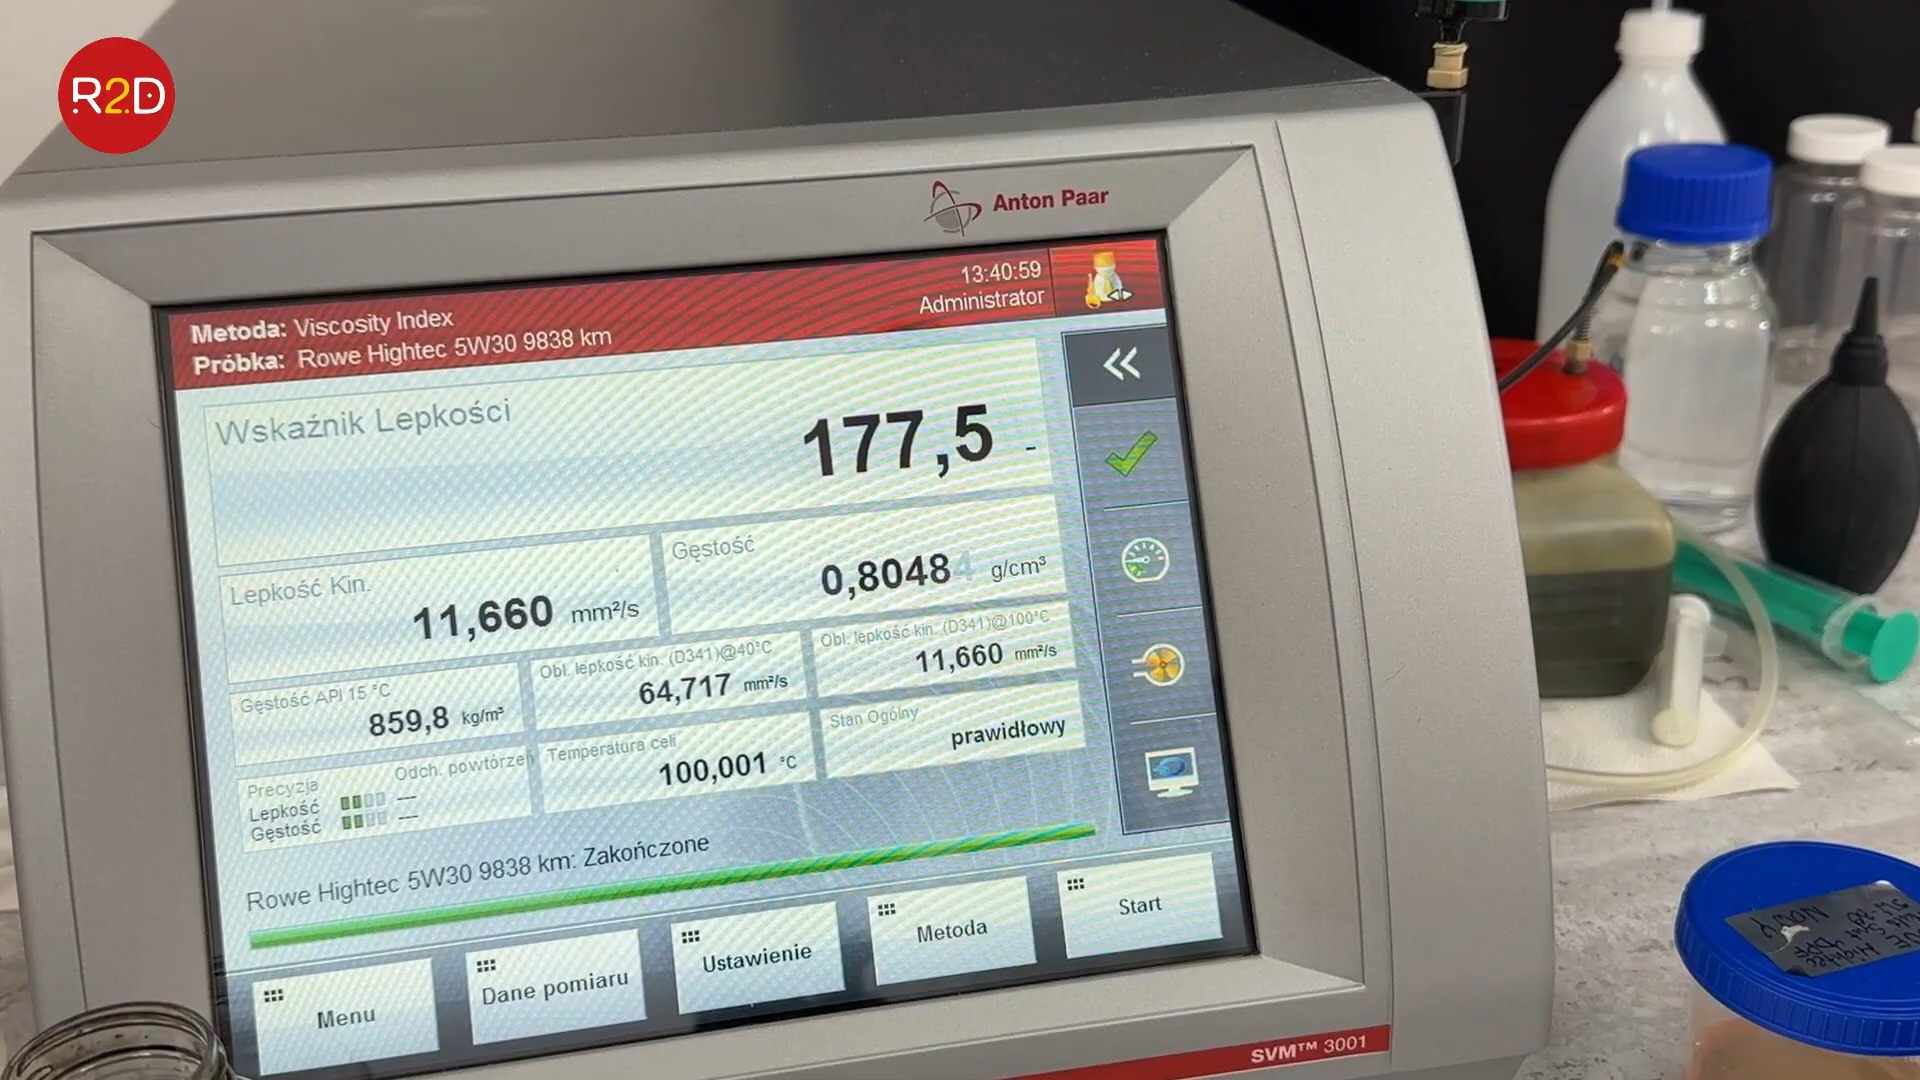 R2D
Anton Paar
13:40:59
Administrator
Metoda: Viscosity Index
Próbka: Rowe Hightec 5W30 9838 km
Wskaźnik Lepkości
177,5 -
Lepkość Kin.
11,660 mm²/s
Gęstość
0,80484 g/cm³
Gęstość API 15 °C
859,8 kg/m³
Obl. lepkość kin. (D341)@40°C
64,717 mm²/s
Obl. lepkość kin. (D341)@100°C
11,660 mm²/s
Precyzja Odch. powtórzeń
Lepkość ---
Gęstość ---
Temperatura celi
100,001 °C
Stan Ogólny
prawidłowy
Rowe Hightec 5W30 9838 km: Zakończone
Menu
Dane pomiaru
Ustawienie
Metoda
Start
SVM™ 3001